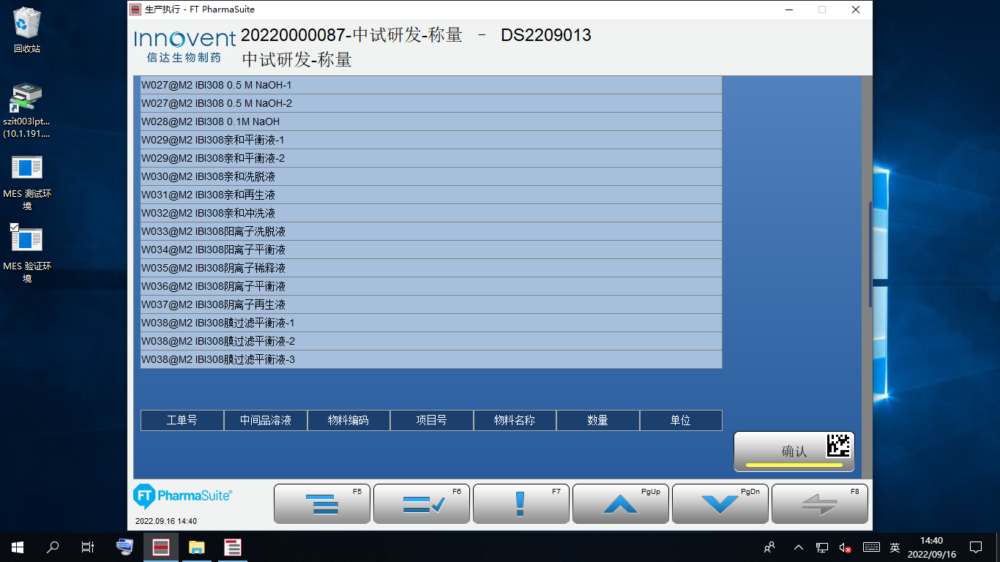 回收站
szit003lpt...
(10.1.191....
MES 测试环
境
MES 验证环
境
生产执行 - FT PharmaSuite
Innovent
信达生物制药
20220000087-中试研发-称量 - DS2209013
中试研发-称量
W027@M2 IBI308 0.5 M NaOH-1
W027@M2 IBI308 0.5 M NaOH-2
W028@M2 IBI308 0.1M NaOH
W029@M2 IBI308亲和平衡液-1
W029@M2 IBI308亲和平衡液-2
W030@M2 IBI308亲和洗脱液
W031@M2 IBI308亲和再生液
W032@M2 IBI308亲和冲洗液
W033@M2 IBI308阳离子洗脱液
W034@M2 IBI308阳离子平衡液
W035@M2 IBI308阴离子稀释液
W036@M2 IBI308阴离子平衡液
W037@M2 IBI308阴离子再生液
W038@M2 IBI308膜过滤平衡液-1
W038@M2 IBI308膜过滤平衡液-2
W038@M2 IBI308膜过滤平衡液-3
工单号 中间品溶液 物料编码 项目号 物料名称 数量 单位
确认
FT PharmaSuite®
2022.09.16 14:40
F5 F6 F7 PgUp PgDn F8
英
14:40
2022/09/16